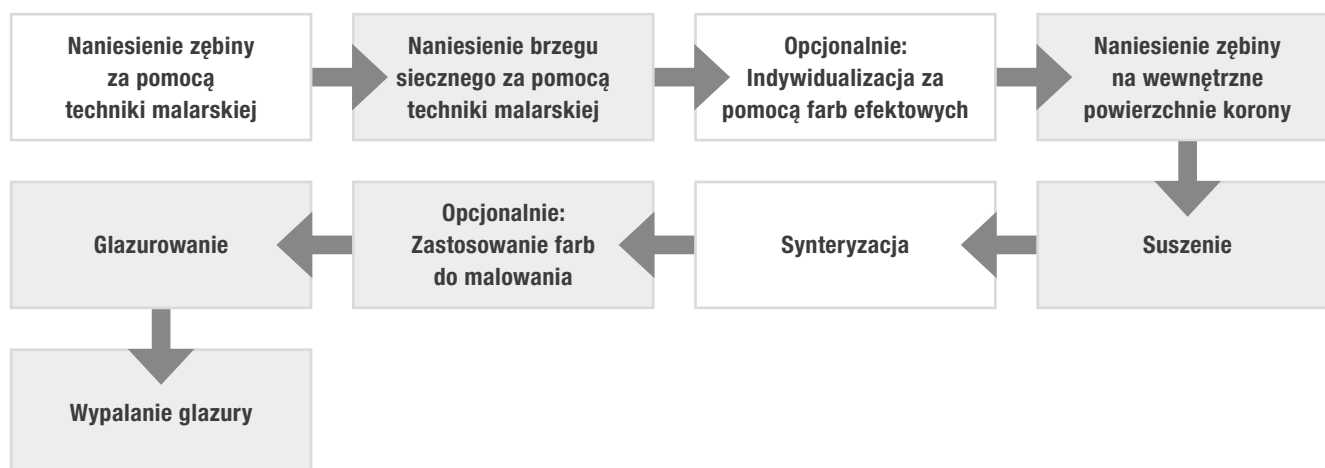 Naniesienie zębiny
za pomocą
techniki malarskiej
Naniesienie brzegu
siecznego za pomocą
techniki malarskiej
Opcjonalnie:
Indywidualizacja za
pomocą farb efektowych
Naniesienie zębiny
na wewnętrzne
powierzchnie korony
Suszenie
Synteryzacja
Opcjonalnie:
Zastosowanie farb
do malowania
Glazurowanie
Wypalanie glazury